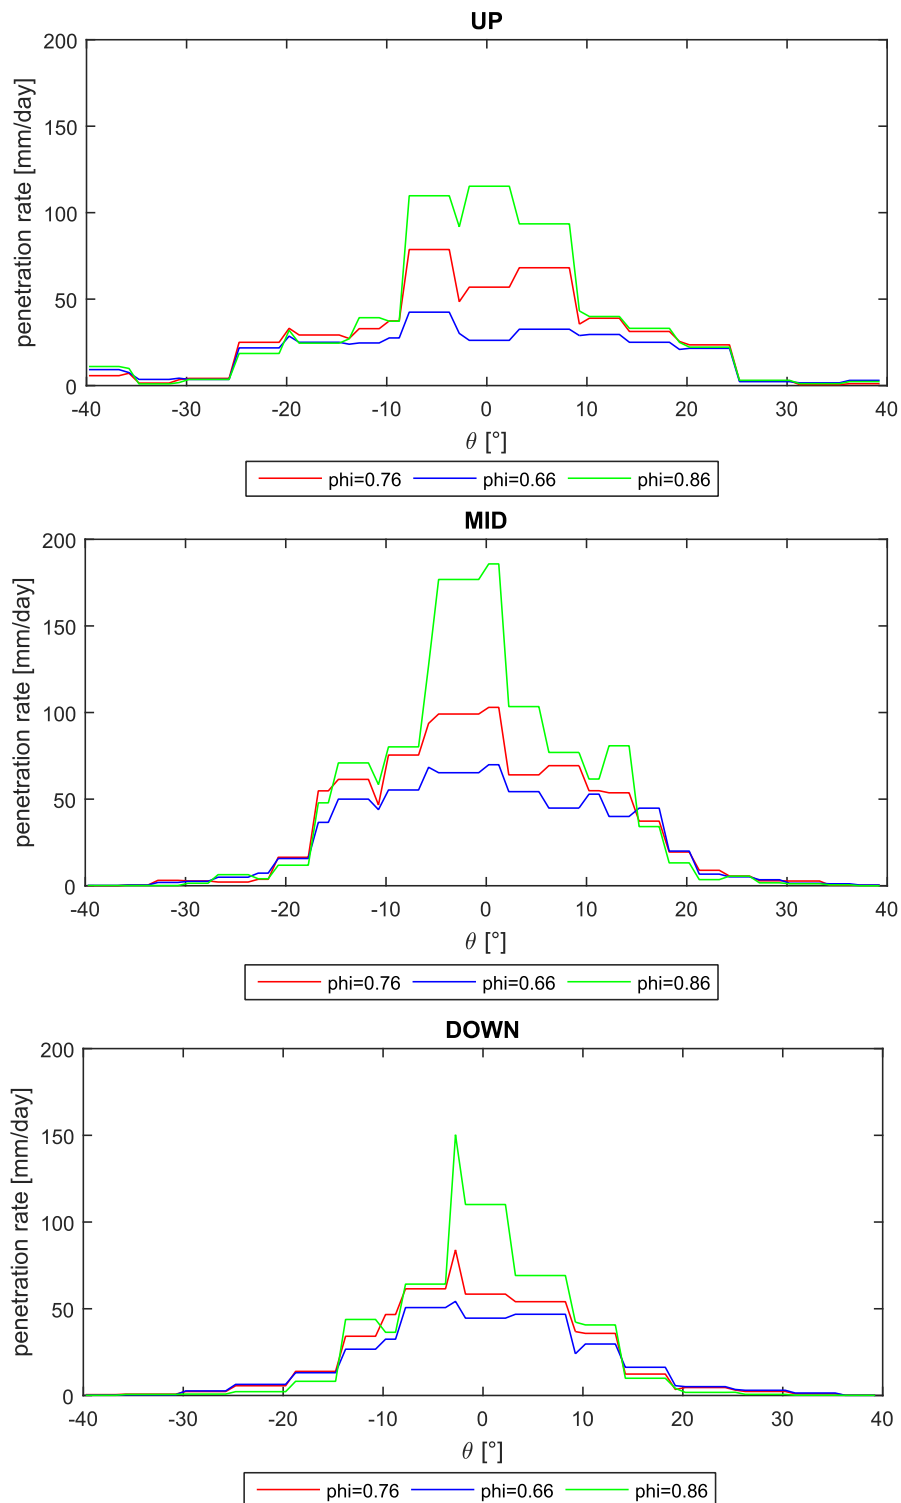 UP
200
150
100
50
0
penetration rate [mm/day]
-40 -30 -20 -10 0 10 20 30 40
θ [°]
phi=0.76 phi=0.66 phi=0.86
MID
200
150
100
50
0
penetration rate [mm/day]
-40 -30 -20 -10 0 10 20 30 40
θ [°]
phi=0.76 phi=0.66 phi=0.86
DOWN
200
150
100
50
0
penetration rate [mm/day]
-40 -30 -20 -10 0 10 20 30 40
θ [°]
phi=0.76 phi=0.66 phi=0.86